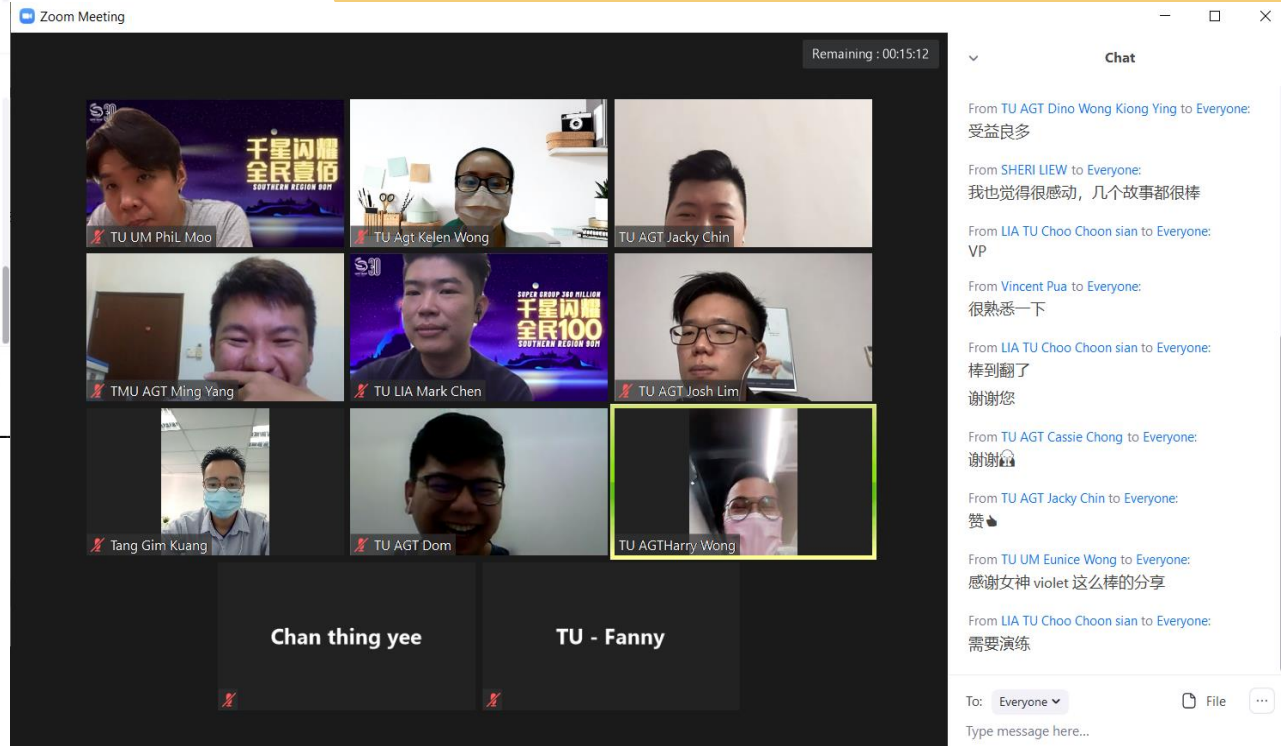 Zoom Meeting
Remaining : 00:15:12
千星闪耀
全民壹佰
SOUTHERN REGION DOM
TU UM PhiL Moo
TU Agt Kelen Wong
TU AGT Jacky Chin
TMU AGT Ming Yang
30
SUPER GROUP 380 MILLION
千星闪耀
全民100
SOUTHERN REGION DOM
TU LIA Mark Chen
TU AGT Josh Lim
Tang Gim Kuang
TU AGT Dom
TU AGTHarry Wong
Chan thing yee
TU - Fanny
Chat
From TU AGT Dino Wong Kiong Ying to Everyone:
受益良多
From SHERI LIEW to Everyone:
我也觉得很感动，几个故事都很棒
From LIA TU Choo Choon sian to Everyone:
VP
From Vincent Pua to Everyone:
很熟悉一下
From LIA TU Choo Choon sian to Everyone:
棒到翻了
谢谢您
From TU AGT Cassie Chong to Everyone:
谢谢
From TU AGT Jacky Chin to Everyone:
赞
From TU UM Eunice Wong to Everyone:
感谢女神 violet 这么棒的分享
From LIA TU Choo Choon sian to Everyone:
需要演练
To: Everyone
File
Type message here...